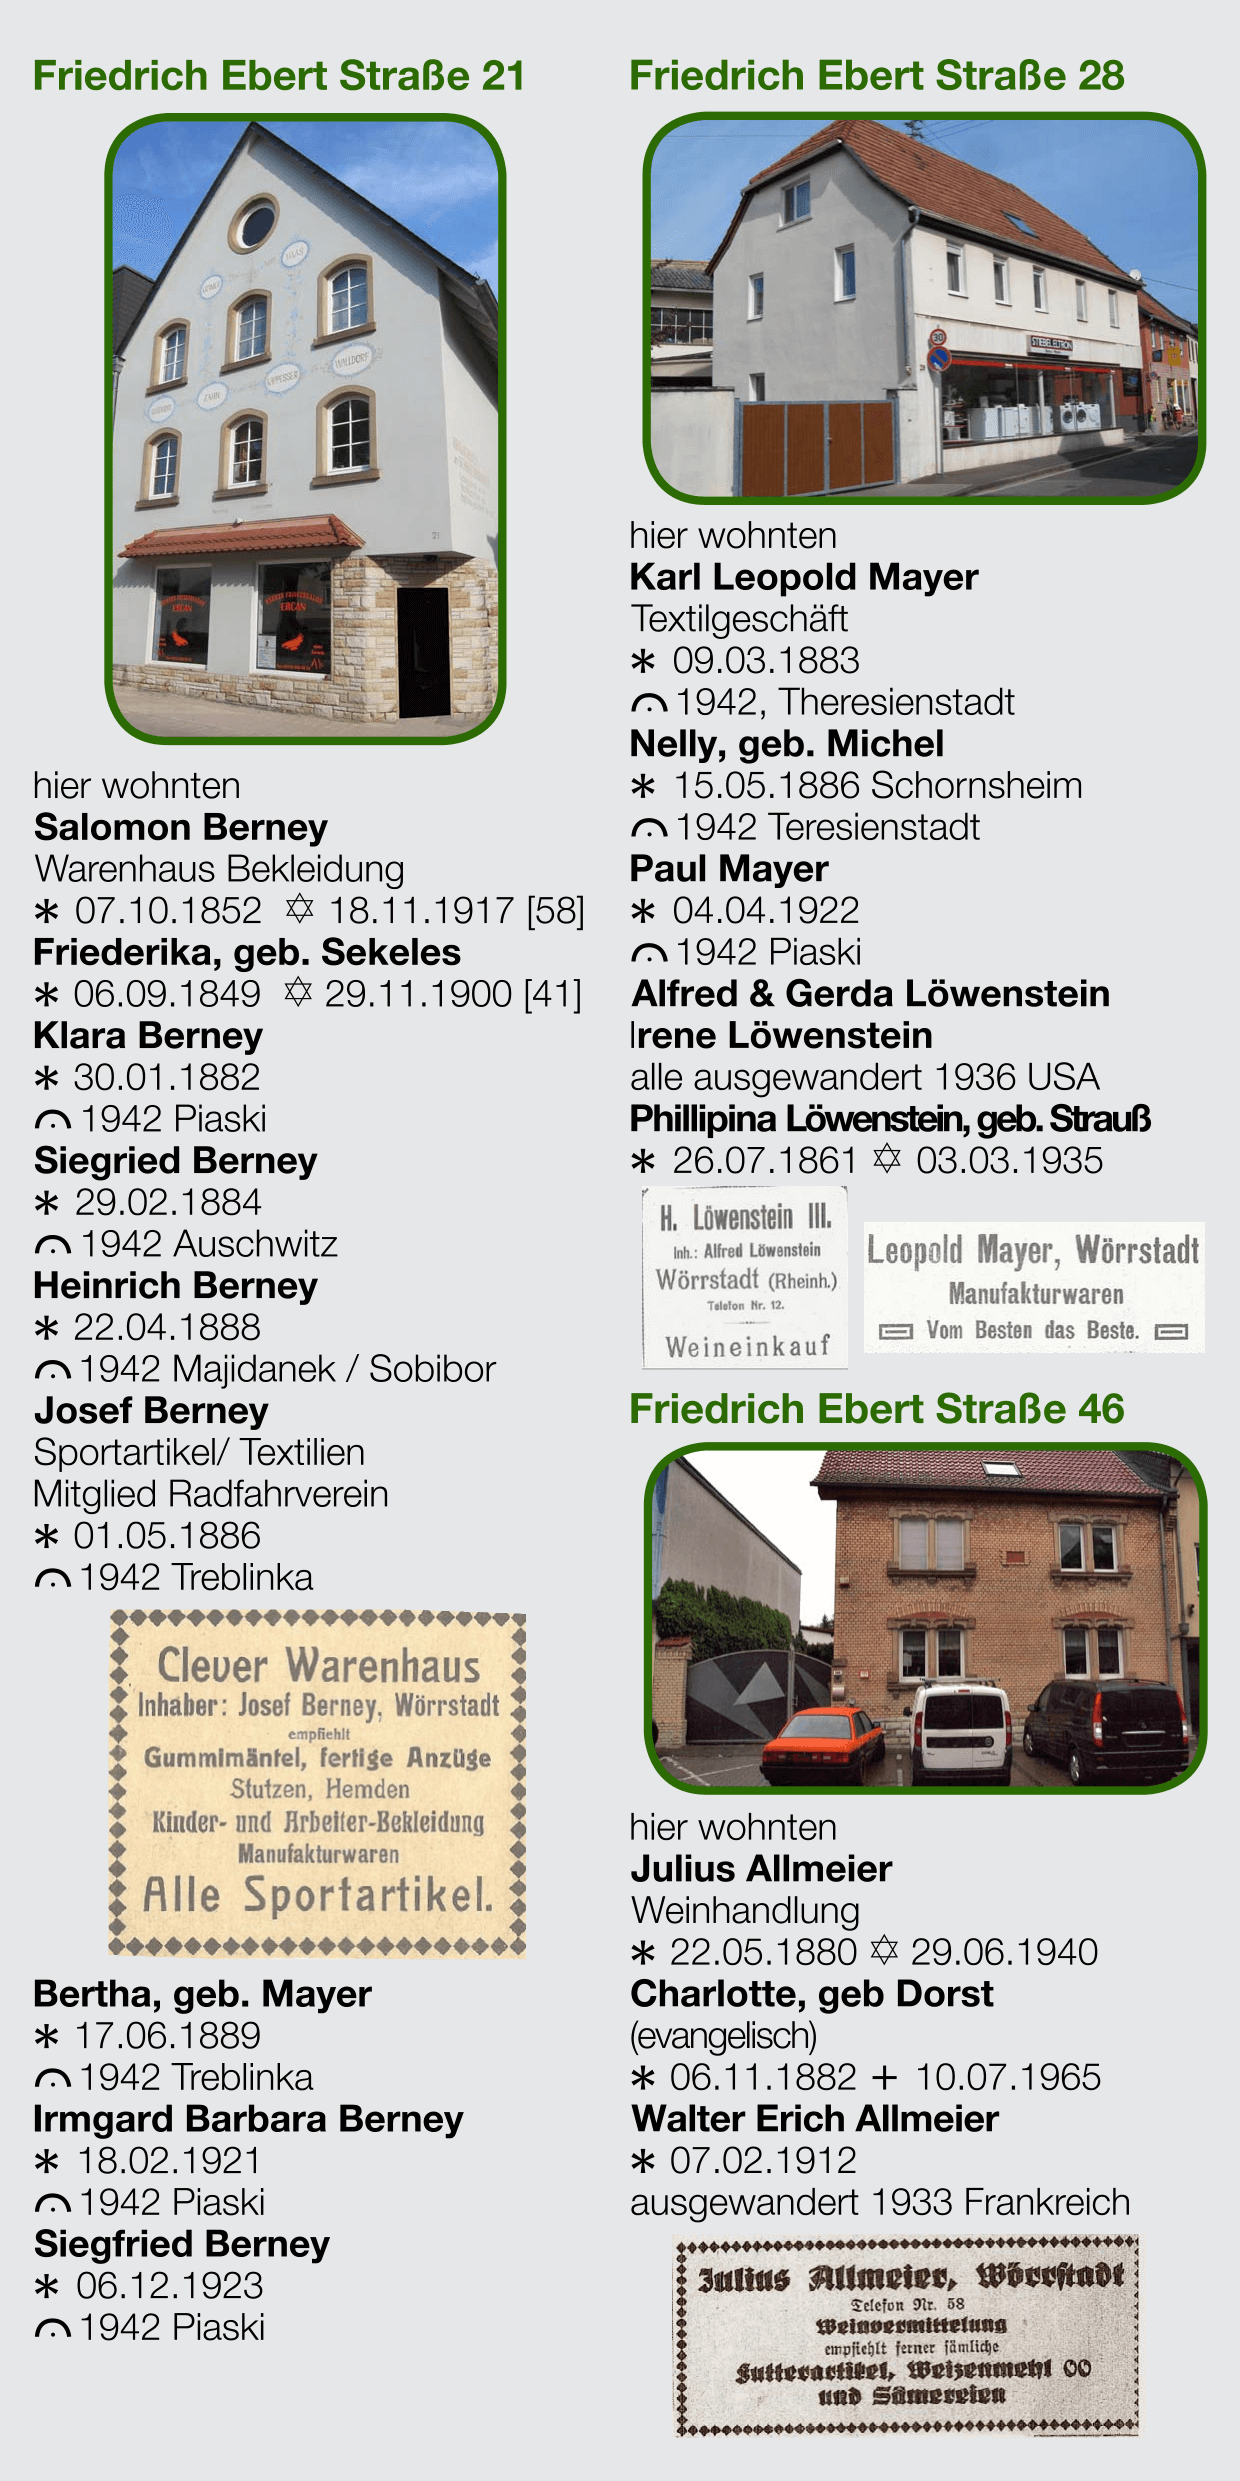 Friedrich Ebert Straße 21
WALLDORF
ZAHN
21
ERCAN
ERCAN
hier wohnten
Salomon Berney
Warenhaus Bekleidung
* 07.10.1852 ✡ 18.11.1917 [58]
Friederika, geb. Sekeles
* 06.09.1849 ✡ 29.11.1900 [41]
Klara Berney
* 30.01.1882
1942 Piaski
Siegried Berney
* 29.02.1884
1942 Auschwitz
Heinrich Berney
* 22.04.1888
1942 Majidanek / Sobibor
Josef Berney
Sportartikel/ Textilien
Mitglied Radfahrverein
* 01.05.1886
1942 Treblinka
Clever Warenhaus
Inhaber: Josef Berney, Wörrstadt
empfiehlt
Gummimäntel, fertige Anzüge
Stutzen, Hemden
Kinder- und Arbeiter-Bekleidung
Manufakturwaren
Alle Sportartikel.
Bertha, geb. Mayer
* 17.06.1889
1942 Treblinka
Irmgard Barbara Berney
* 18.02.1921
1942 Piaski
Siegfried Berney
* 06.12.1923
1942 Piaski
Friedrich Ebert Straße 28
30
STIEBEL ELTRON
hier wohnten
Karl Leopold Mayer
Textilgeschäft
* 09.03.1883
1942, Theresienstadt
Nelly, geb. Michel
* 15.05.1886 Schornsheim
1942 Teresienstadt
Paul Mayer
* 04.04.1922
1942 Piaski
Alfred & Gerda Löwenstein
Irene Löwenstein
alle ausgewandert 1936 USA
Phillipina Löwenstein, geb. Strauß
* 26.07.1861 ✡ 03.03.1935
H. Löwenstein III.
Inh.: Alfred Löwenstein
Wörrstadt (Rheinh.)
Telefon Nr. 12.
Weineinkauf
Leopold Mayer, Wörrstadt
Manufakturwaren
Vom Besten das Beste.
Friedrich Ebert Straße 46
hier wohnten
Julius Allmeier
Weinhandlung
* 22.05.1880 ✡ 29.06.1940
Charlotte, geb Dorst
(evangelisch)
* 06.11.1882 + 10.07.1965
Walter Erich Allmeier
* 07.02.1912
ausgewandert 1933 Frankreich
Julius Allmeier, Wörrstadt
Telefon Nr. 58
Weinvermittelung
empfiehlt ferner sämliche
Futterartikel, Weizenmehl 00
und Sämereien